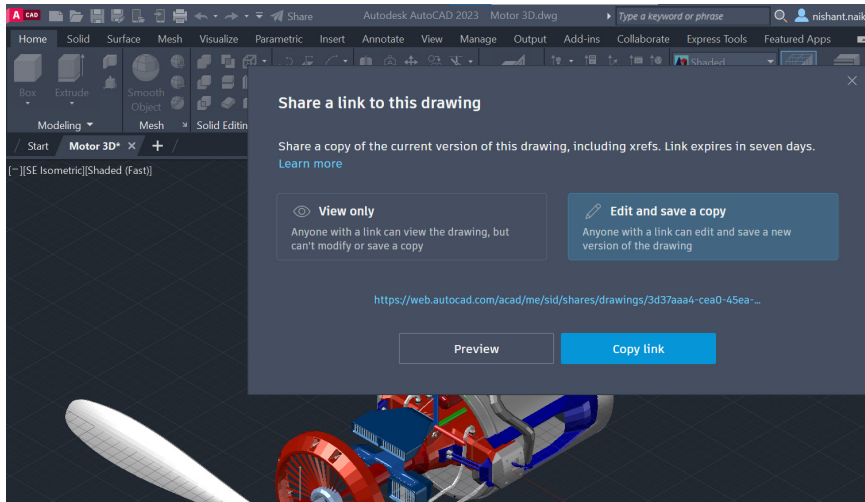 A CAD
Share
Autodesk AutoCAD 2023 Motor 3D.dwg
Type a keyword or phrase
nishant.naik
Home Solid Surface Mesh Visualize Parametric Insert Annotate View Manage Output Add-ins Collaborate Express Tools Featured Apps
Box Extrude
Smooth
Object
Shaded
Modeling Mesh Solid Editin
Start Motor 3D* +
[−][SE Isometric][Shaded (Fast)]
Share a link to this drawing
Share a copy of the current version of this drawing, including xrefs. Link expires in seven days.
Learn more
View only
Anyone with a link can view the drawing, but
can't modify or save a copy
Edit and save a copy
Anyone with a link can edit and save a new
version of the drawing
https://web.autocad.com/acad/me/sid/shares/drawings/3d37aaa4-cea0-45ea-...
Preview
Copy link